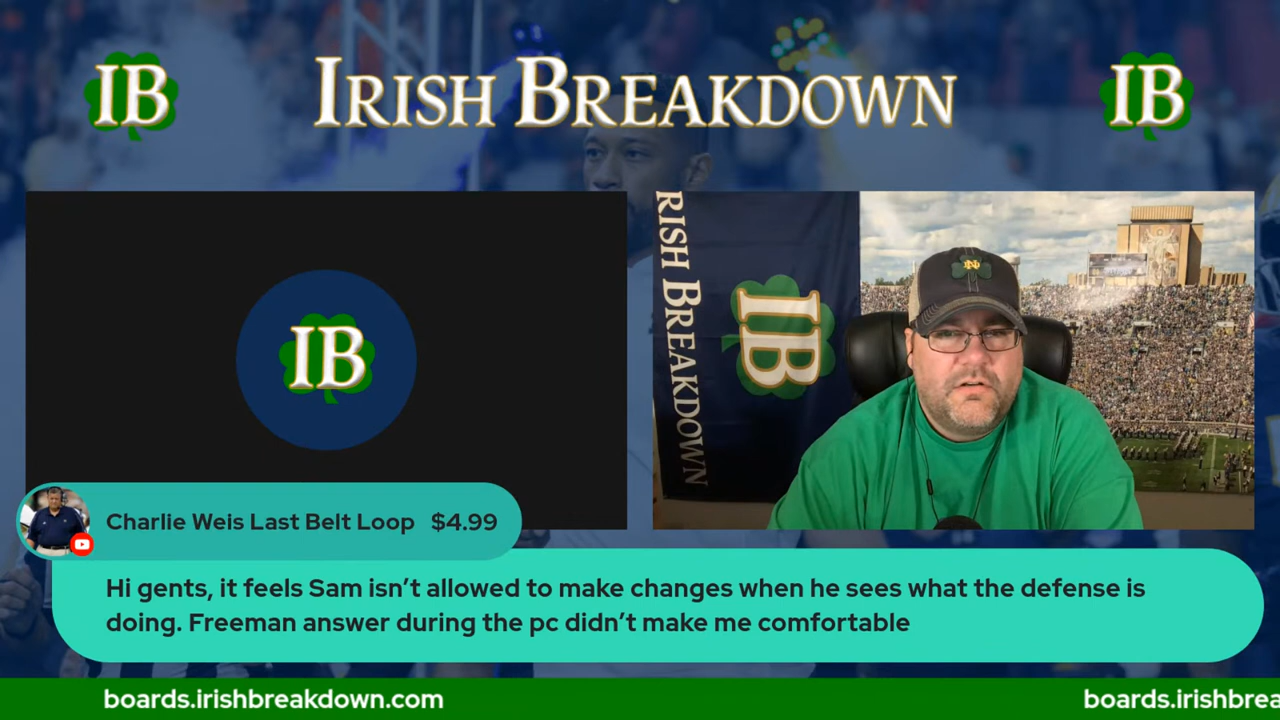 IB
IRISH BREAKDOWN
IB
RISH BREAKDOWN
IB
IB
Charlie Weis Last Belt Loop $4.99
Hi gents, it feels Sam isn’t allowed to make changes when he sees what the defense is
doing. Freeman answer during the pc didn’t make me comfortable
boards.irishbreakdown.com
boards.irishbrea